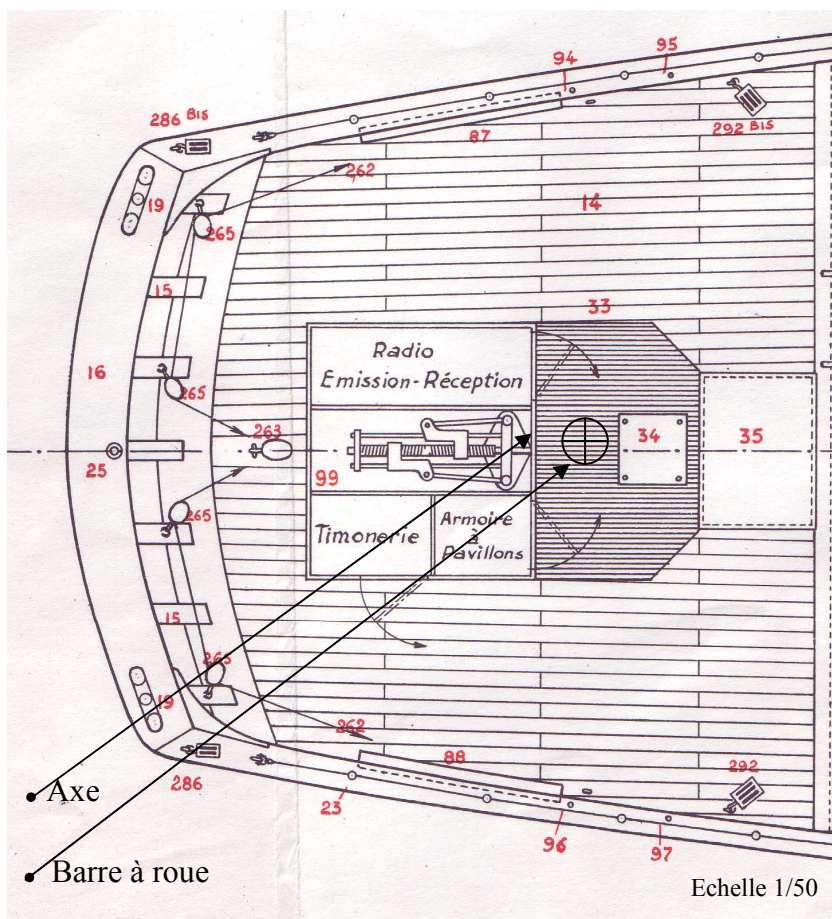 94
95
286 BIS
87
292 BIS
262
19
14
265
15
33
16
Radio
Emission-Réception
265
263
34
35
25
99
265
Timonerie
Armoire
à
Pavillons
15
265
19
262
88
292
286
Axe
23
96
97
Barre à roue
Echelle 1/50